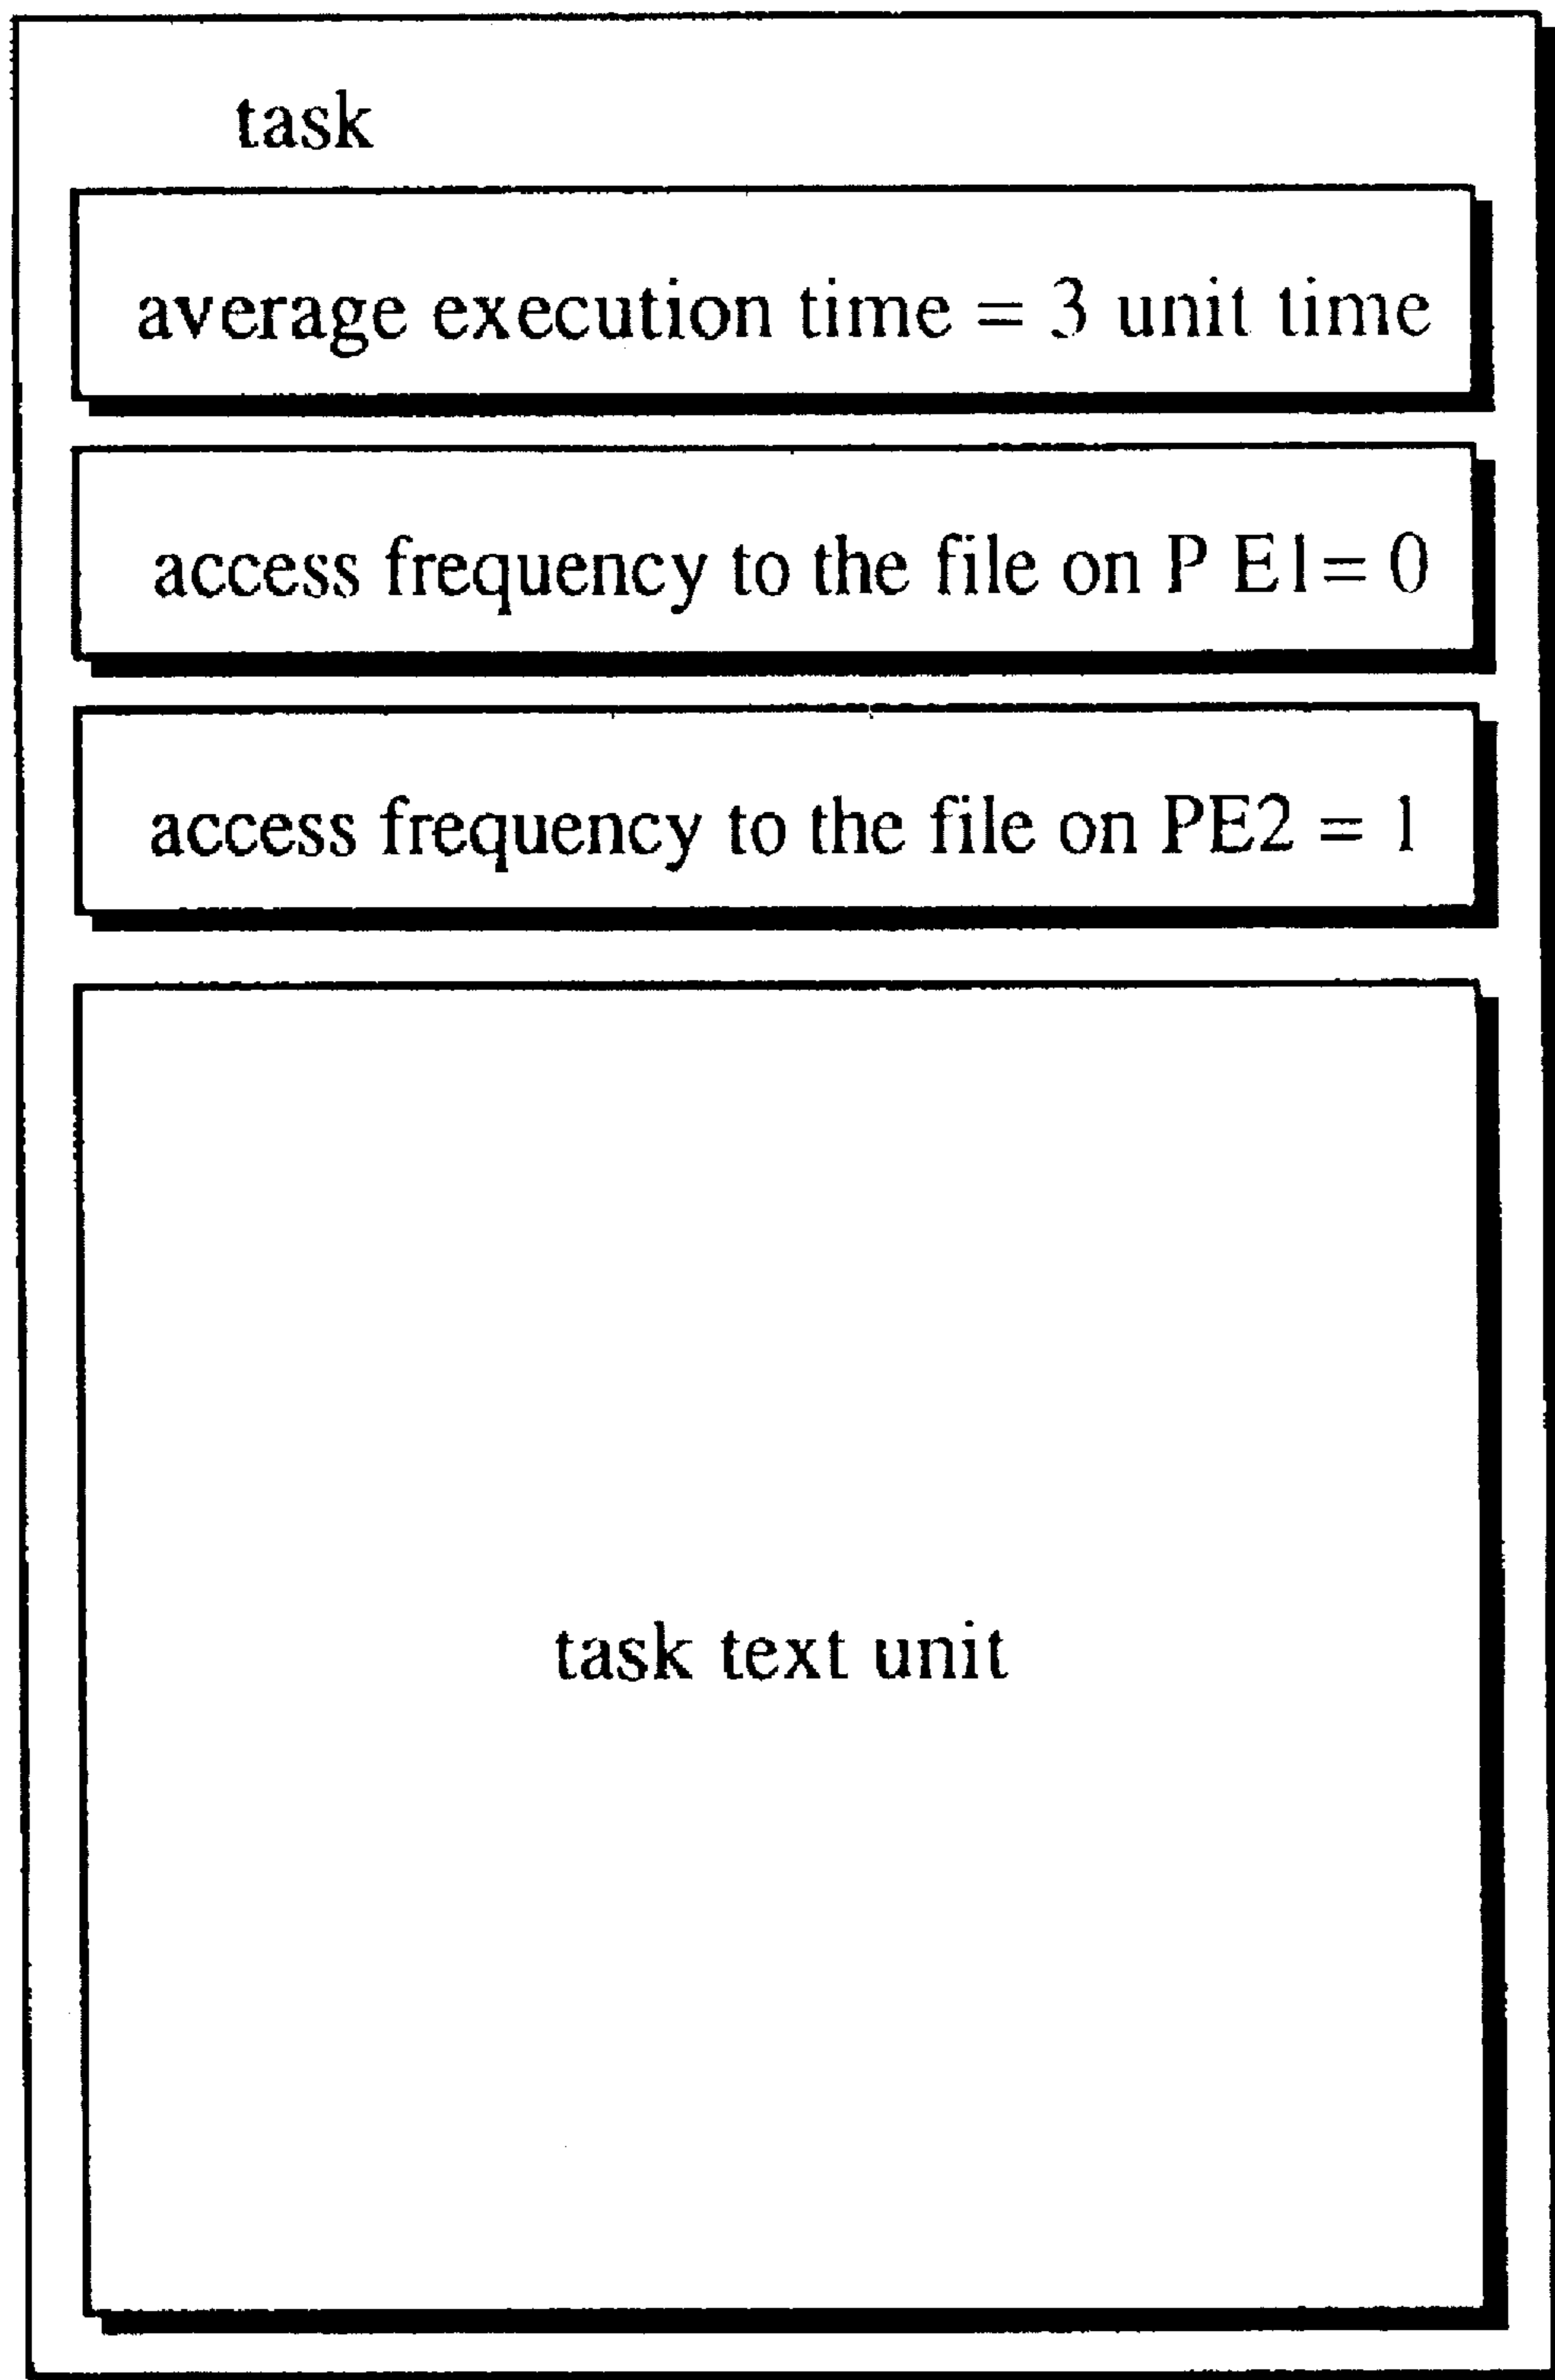 task
average execution time = 3 unit time
access frequency to the file on P E1= 0
access frequency to the file on PE2 = 1
task text unit